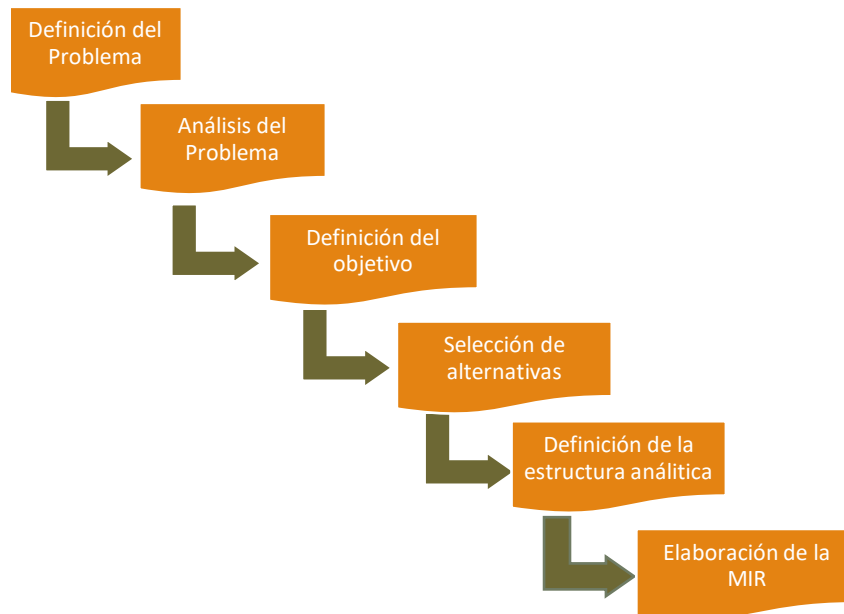 Definición del
Problema
Análisis del
Problema
Definición del
objetivo
Selección de
alternativas
Definición de la
estructura análitica
Elaboración de la
MIR